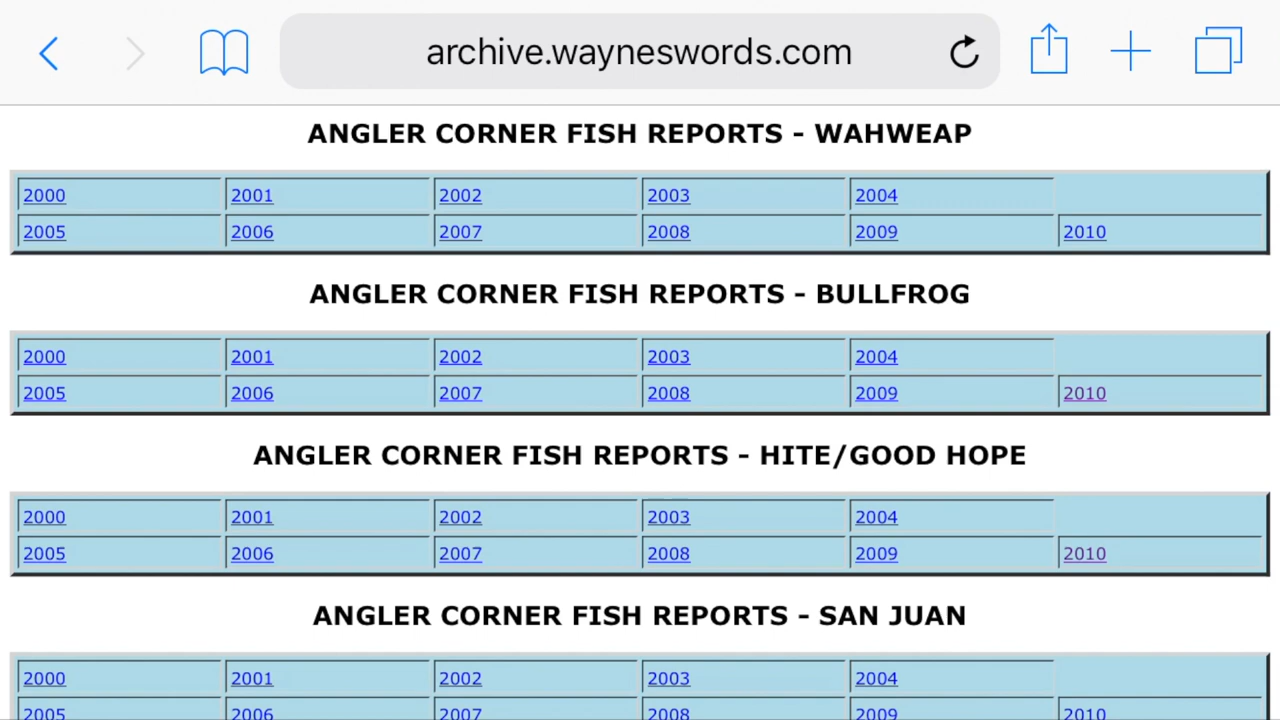 archive.wayneswords.com
ANGLER CORNER FISH REPORTS - WAHWEAP
2000 2001 2002 2003 2004
2005 2006 2007 2008 2009 2010
ANGLER CORNER FISH REPORTS - BULLFROG
2000 2001 2002 2003 2004
2005 2006 2007 2008 2009 2010
ANGLER CORNER FISH REPORTS - HITE/GOOD HOPE
2000 2001 2002 2003 2004
2005 2006 2007 2008 2009 2010
ANGLER CORNER FISH REPORTS - SAN JUAN
2000 2001 2002 2003 2004
2005 2006 2007 2008 2009 2010